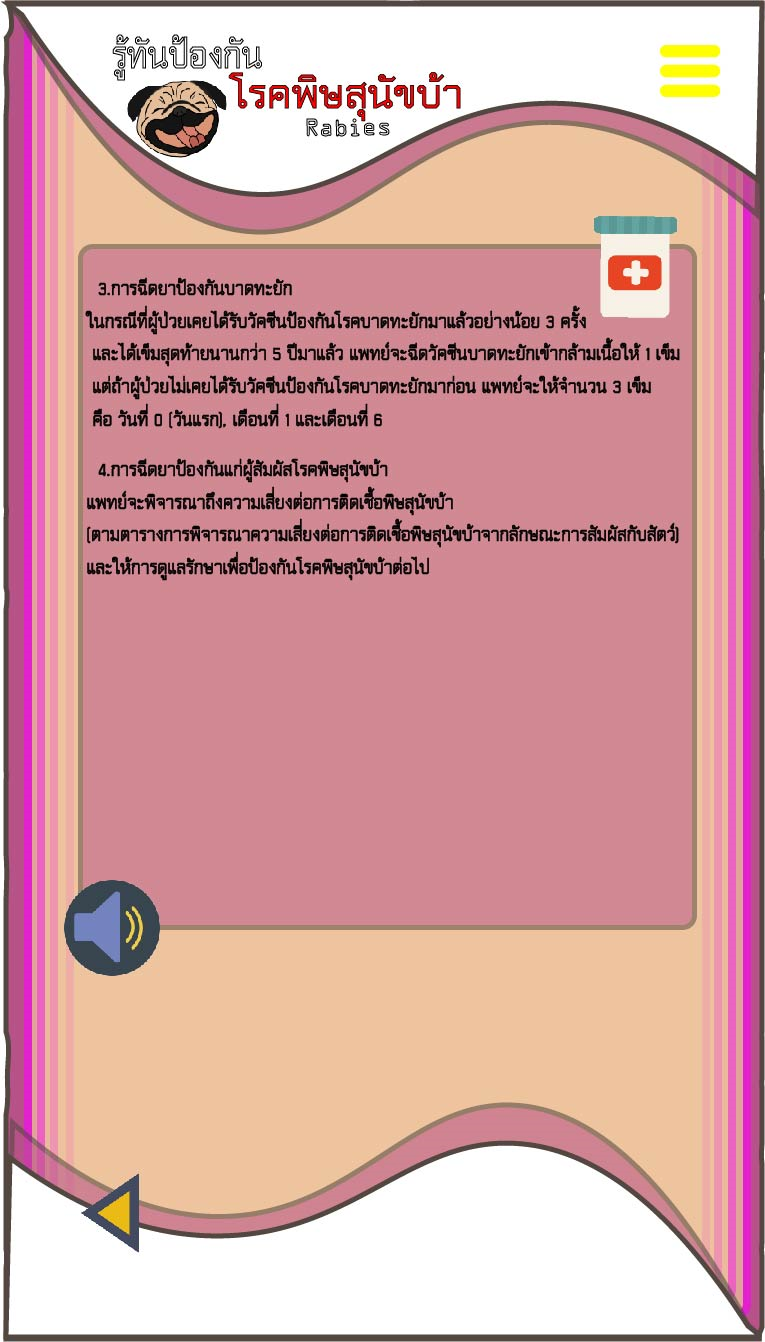 รู้ทันป้องกัน
โรคพิษสุนัขบ้า
Rabies
3.การฉีดยาป้องกันบาดทะยัก
ในกรณีที่ผู้ป่วยเคยได้รับวัคซีนป้องกันโรคบาดทะยักมาแล้วอย่างน้อย 3 ครั้ง
และได้เข็มสุดท้ายนานกว่า 5 ปีมาแล้ว แพทย์จะฉีดวัคซีนบาดทะยักเข้ากล้ามเนื้อให้ 1 เข็ม
แต่ถ้าผู้ป่วยไม่เคยได้รับวัคซีนป้องกันโรคบาดทะยักมาก่อน แพทย์จะให้จำนวน 3 เข็ม
คือ วันที่ 0 (วันแรก), เดือนที่ 1 และเดือนที่ 6
4.การฉีดยาป้องกันแก่ผู้สัมผัสโรคพิษสุนัขบ้า
แพทย์จะพิจารณาถึงความเสี่ยงต่อการติดเชื้อพิษสุนัขบ้า
(ตามตารางการพิจารณาความเสี่ยงต่อการติดเชื้อพิษสุนัขบ้าจากลักษณะการสัมผัสกับสัตว์)
และให้การดูแลรักษาเพื่อป้องกันโรคพิษสุนัขบ้าต่อไป